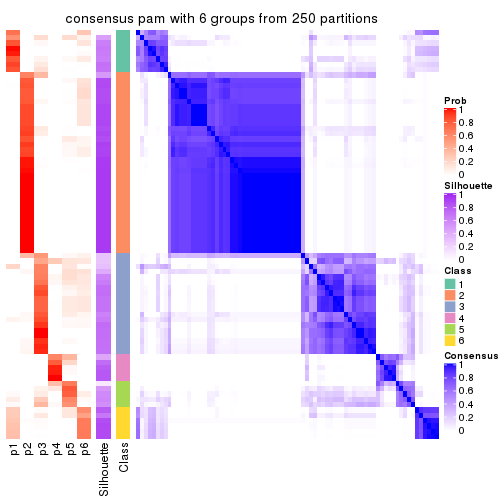 consensus pam with 6 groups from 250 partitions
Prob
1
0.8
0.6
0.4
0.2
0
Silhouette
1
0.8
0.6
0.4
0.2
0
Class
1
2
3
4
5
6
Consensus
1
0.8
0.6
0.4
0.2
0
p1
p2
p3
p4
p5
p6
Silhouette
Class